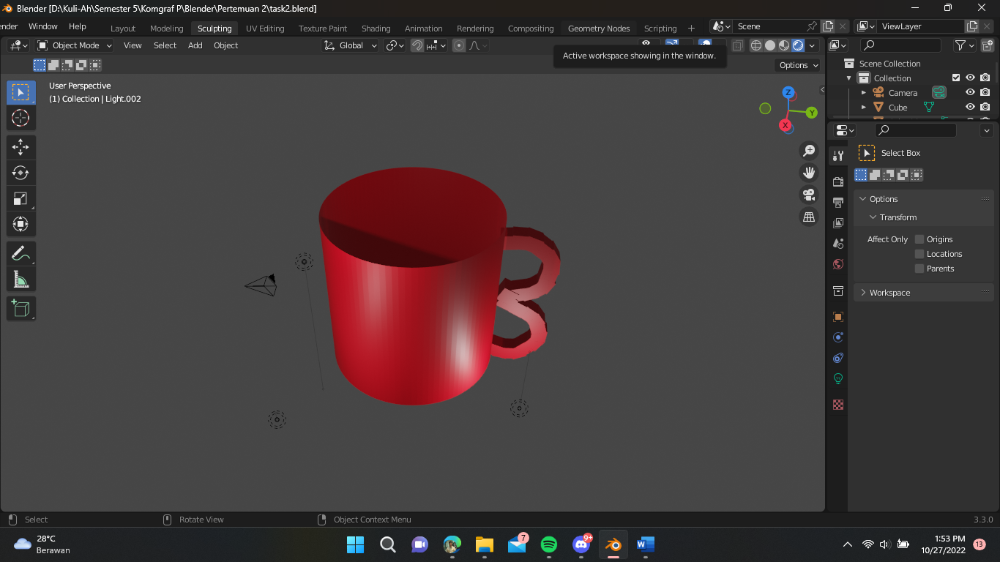 Blender [D:\Kuli-Ah\Semester 5\Komgraf P\Blender\Pertemuan 2\task2.blend]
ender Window Help Layout Modeling Sculpting UV Editing Texture Paint Shading Animation Rendering Compositing Geometry Nodes Scripting + Scene ViewLayer
Object Mode View Select Add Object Global
Active workspace showing in the window.
Options
User Perspective
(1) Collection | Light.002
Z
Y
X
Scene Collection
Collection
Camera
Cube
Select Box
Options
Transform
Affect Only Origins
Locations
Parents
Workspace
Select Rotate View Object Context Menu 3.3.0
28°C
Berawan
7
9+
W
1:53 PM
10/27/2022
13